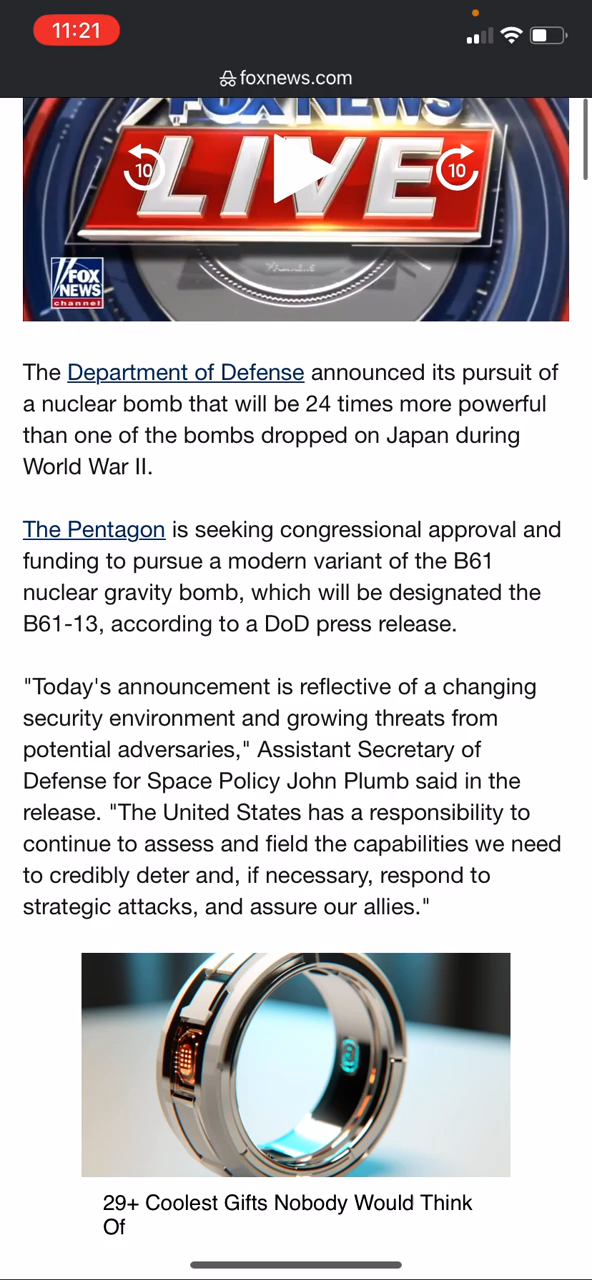 11:21
foxnews.com
FOX NEWS
LIVE
10
10
FOX
NEWS
channel
The Department of Defense announced its pursuit of
a nuclear bomb that will be 24 times more powerful
than one of the bombs dropped on Japan during
World War II.
The Pentagon is seeking congressional approval and
funding to pursue a modern variant of the B61
nuclear gravity bomb, which will be designated the
B61-13, according to a DoD press release.
"Today's announcement is reflective of a changing
security environment and growing threats from
potential adversaries," Assistant Secretary of
Defense for Space Policy John Plumb said in the
release. "The United States has a responsibility to
continue to assess and field the capabilities we need
to credibly deter and, if necessary, respond to
strategic attacks, and assure our allies."
29+ Coolest Gifts Nobody Would Think
Of